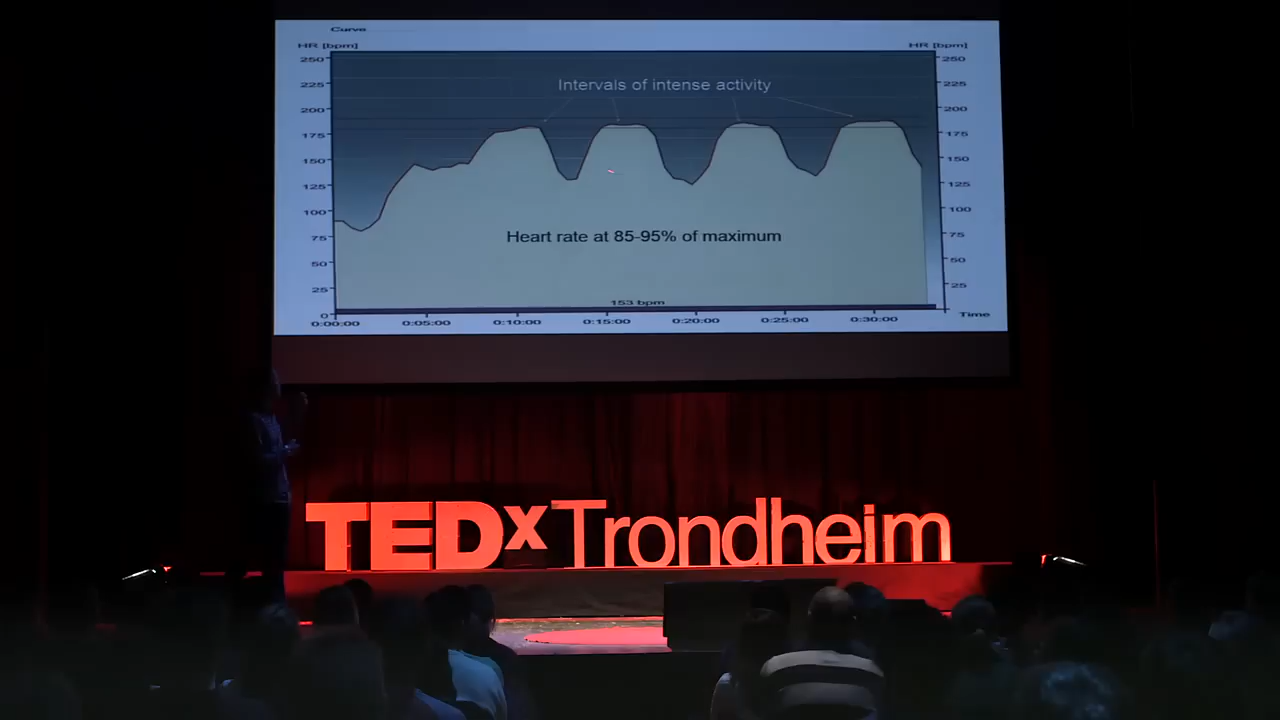 Curve
HR [bpm] HR [bpm]
250 250
225 225
200 200
175 175
150 150
125 125
100 100
75 75
50 50
25 25
0 0
Intervals of intense activity
Heart rate at 85-95% of maximum
153 bpm
0:00:00 0:05:00 0:10:00 0:15:00 0:20:00 0:25:00 0:30:00 Time
TEDxTrondheim